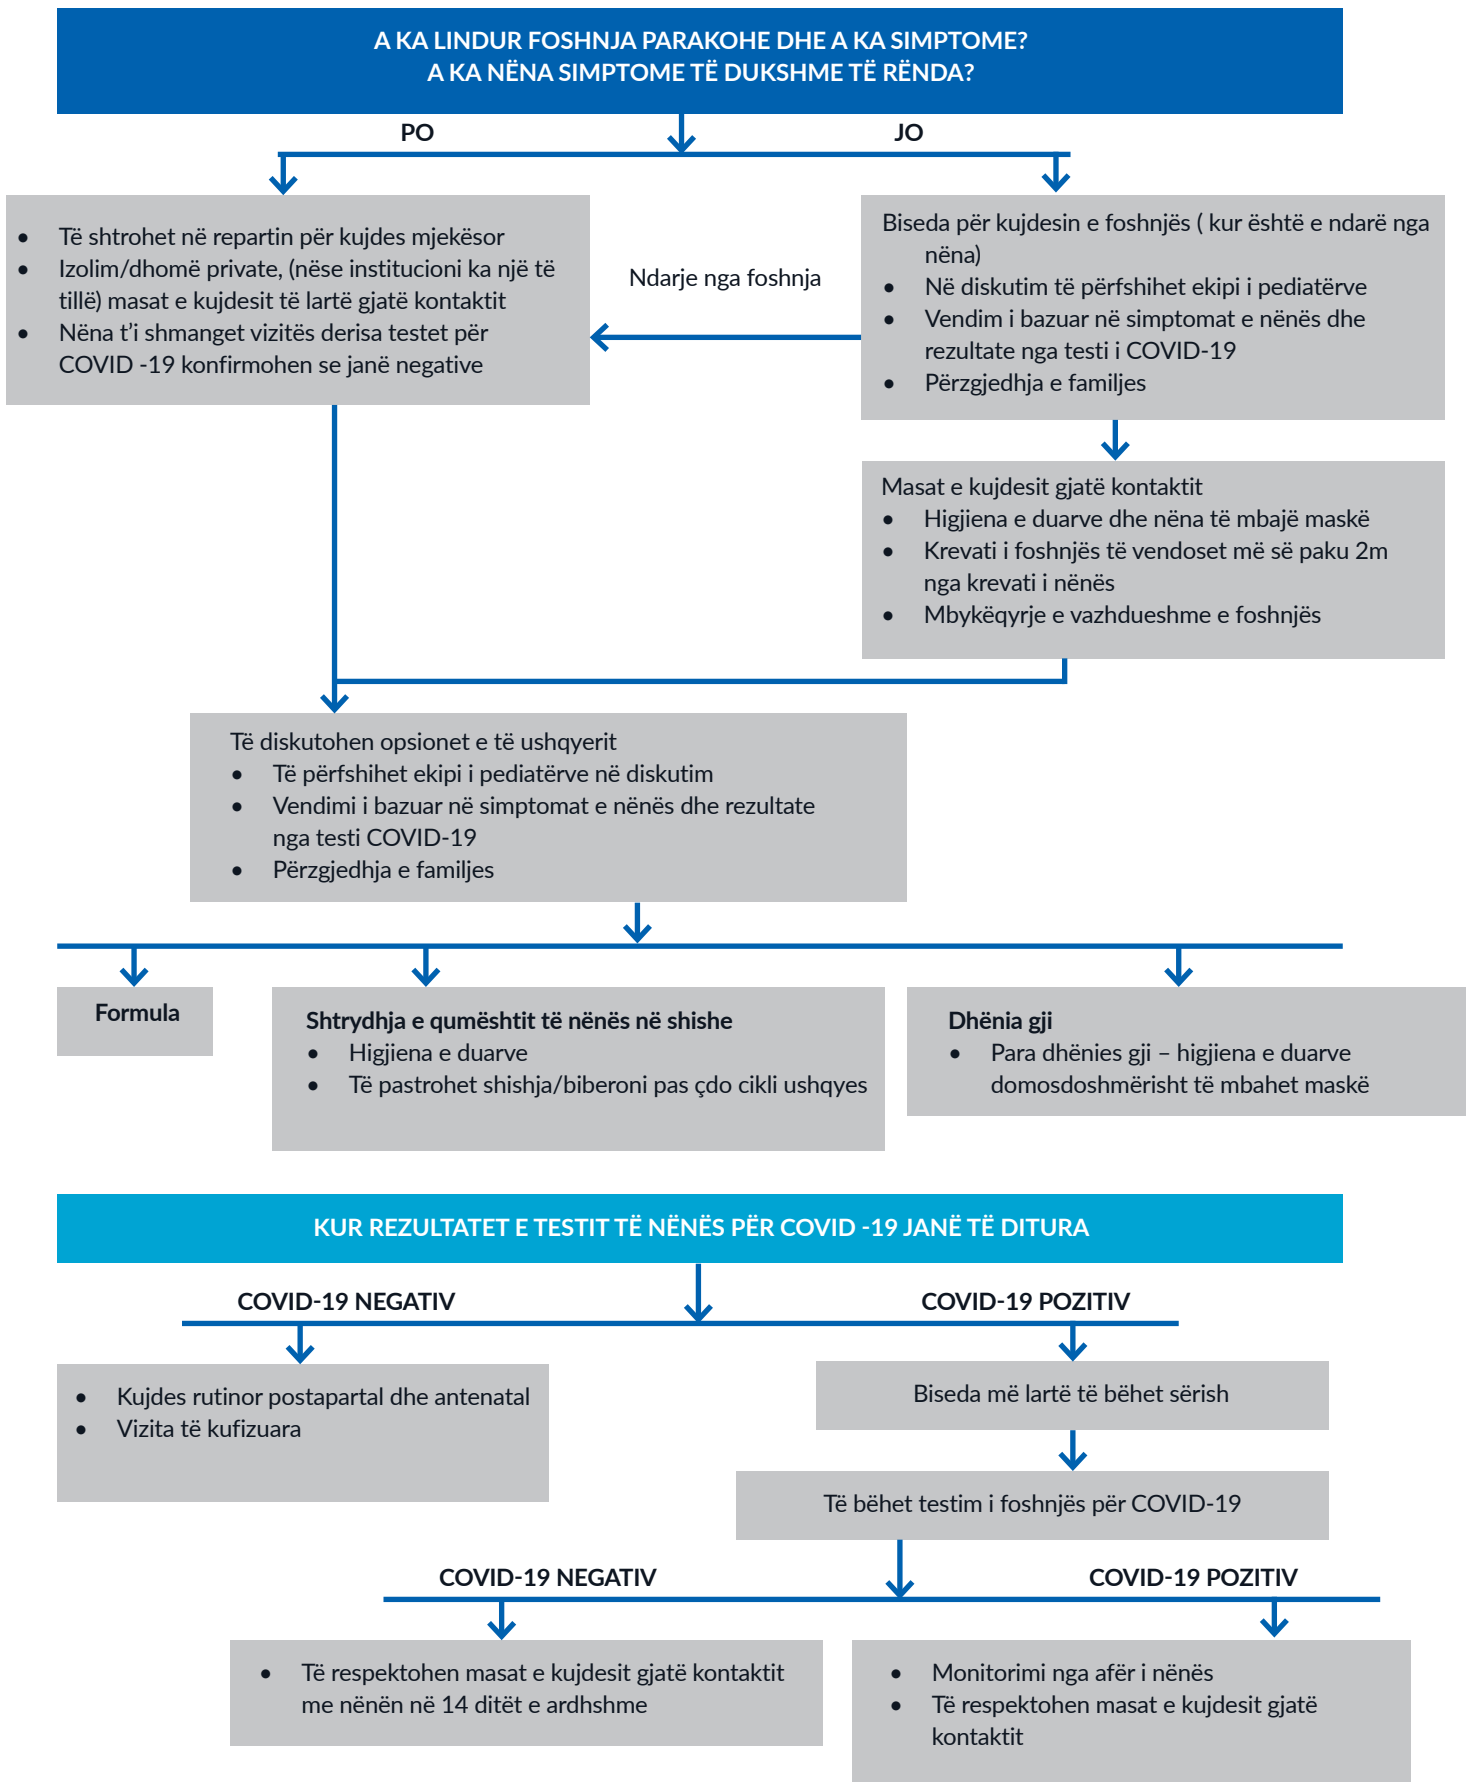 A KA LINDUR FOSHNJA PARAKOHE DHE A KA SIMPTOME?
A KA NËNA SIMPTOME TË DUKSHME TË RËNDA?
PO
JO
• Të shtrohet në repartin për kujdes mjekësor
• Izolim/dhomë private, (nëse institucioni ka një të
tillë) masat e kujdesit të lartë gjatë kontaktit
• Nëna t’i shmanget vizitës derisa testet për
COVID -19 konfirmohen se janë negative
Ndarje nga foshnja
Biseda për kujdesin e foshnjës ( kur është e ndarë nga
nëna)
• Në diskutim të përfshihet ekipi i pediatërve
• Vendim i bazuar në simptomat e nënës dhe
rezultate nga testi i COVID-19
• Përzgjedhja e familjes
Masat e kujdesit gjatë kontaktit
• Higjiena e duarve dhe nëna të mbajë maskë
• Krevati i foshnjës të vendoset më së paku 2m
nga krevati i nënës
• Mbykëqyrje e vazhdueshme e foshnjës
Të diskutohen opsionet e të ushqyerit
• Të përfshihet ekipi i pediatërve në diskutim
• Vendimi i bazuar në simptomat e nënës dhe rezultate
nga testi COVID-19
• Përzgjedhja e familjes
Formula
Shtrydhja e qumështit të nënës në shishe
• Higjiena e duarve
• Të pastrohet shishja/biberoni pas çdo cikli ushqyes
Dhënia gji
• Para dhënies gji – higjiena e duarve
domosdoshmërisht të mbahet maskë
KUR REZULTATET E TESTIT TË NËNËS PËR COVID -19 JANË TË DITURA
COVID-19 NEGATIV
COVID-19 POZITIV
• Kujdes rutinor postapartal dhe antenatal
• Vizita të kufizuara
Biseda më lartë të bëhet sërish
Të bëhet testim i foshnjës për COVID-19
COVID-19 NEGATIV
COVID-19 POZITIV
• Të respektohen masat e kujdesit gjatë kontaktit
me nënën në 14 ditët e ardhshme
• Monitorimi nga afër i nënës
• Të respektohen masat e kujdesit gjatë
kontaktit